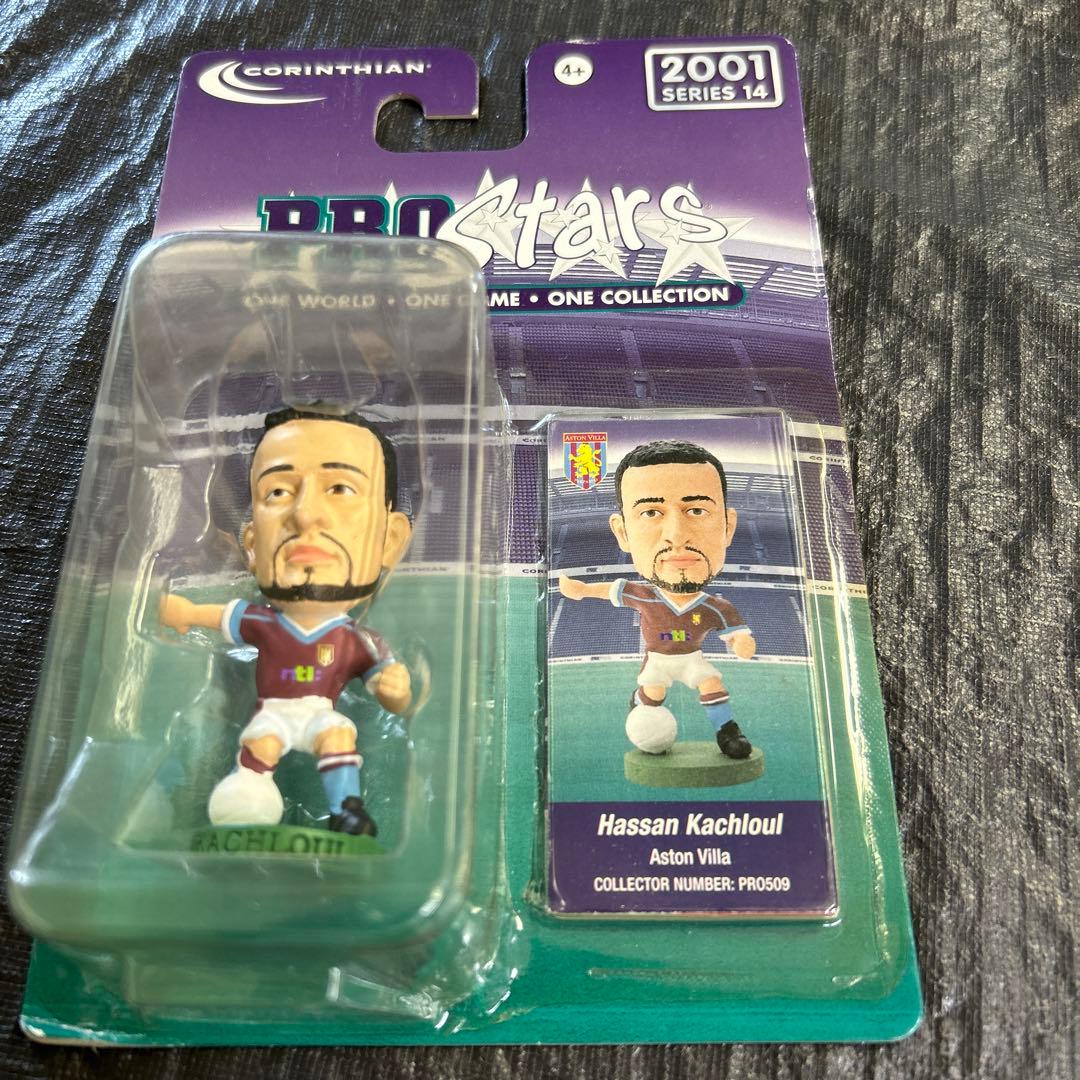 CORINTHIAN
4+
2001
SERIES 14
PRO Stars
ONE WORLD • ONE GAME • ONE COLLECTION
ASTON VILLA
ntl:
ntl:
KACHLOUL
Hassan Kachloul
Aston Villa
COLLECTOR NUMBER: PRO509